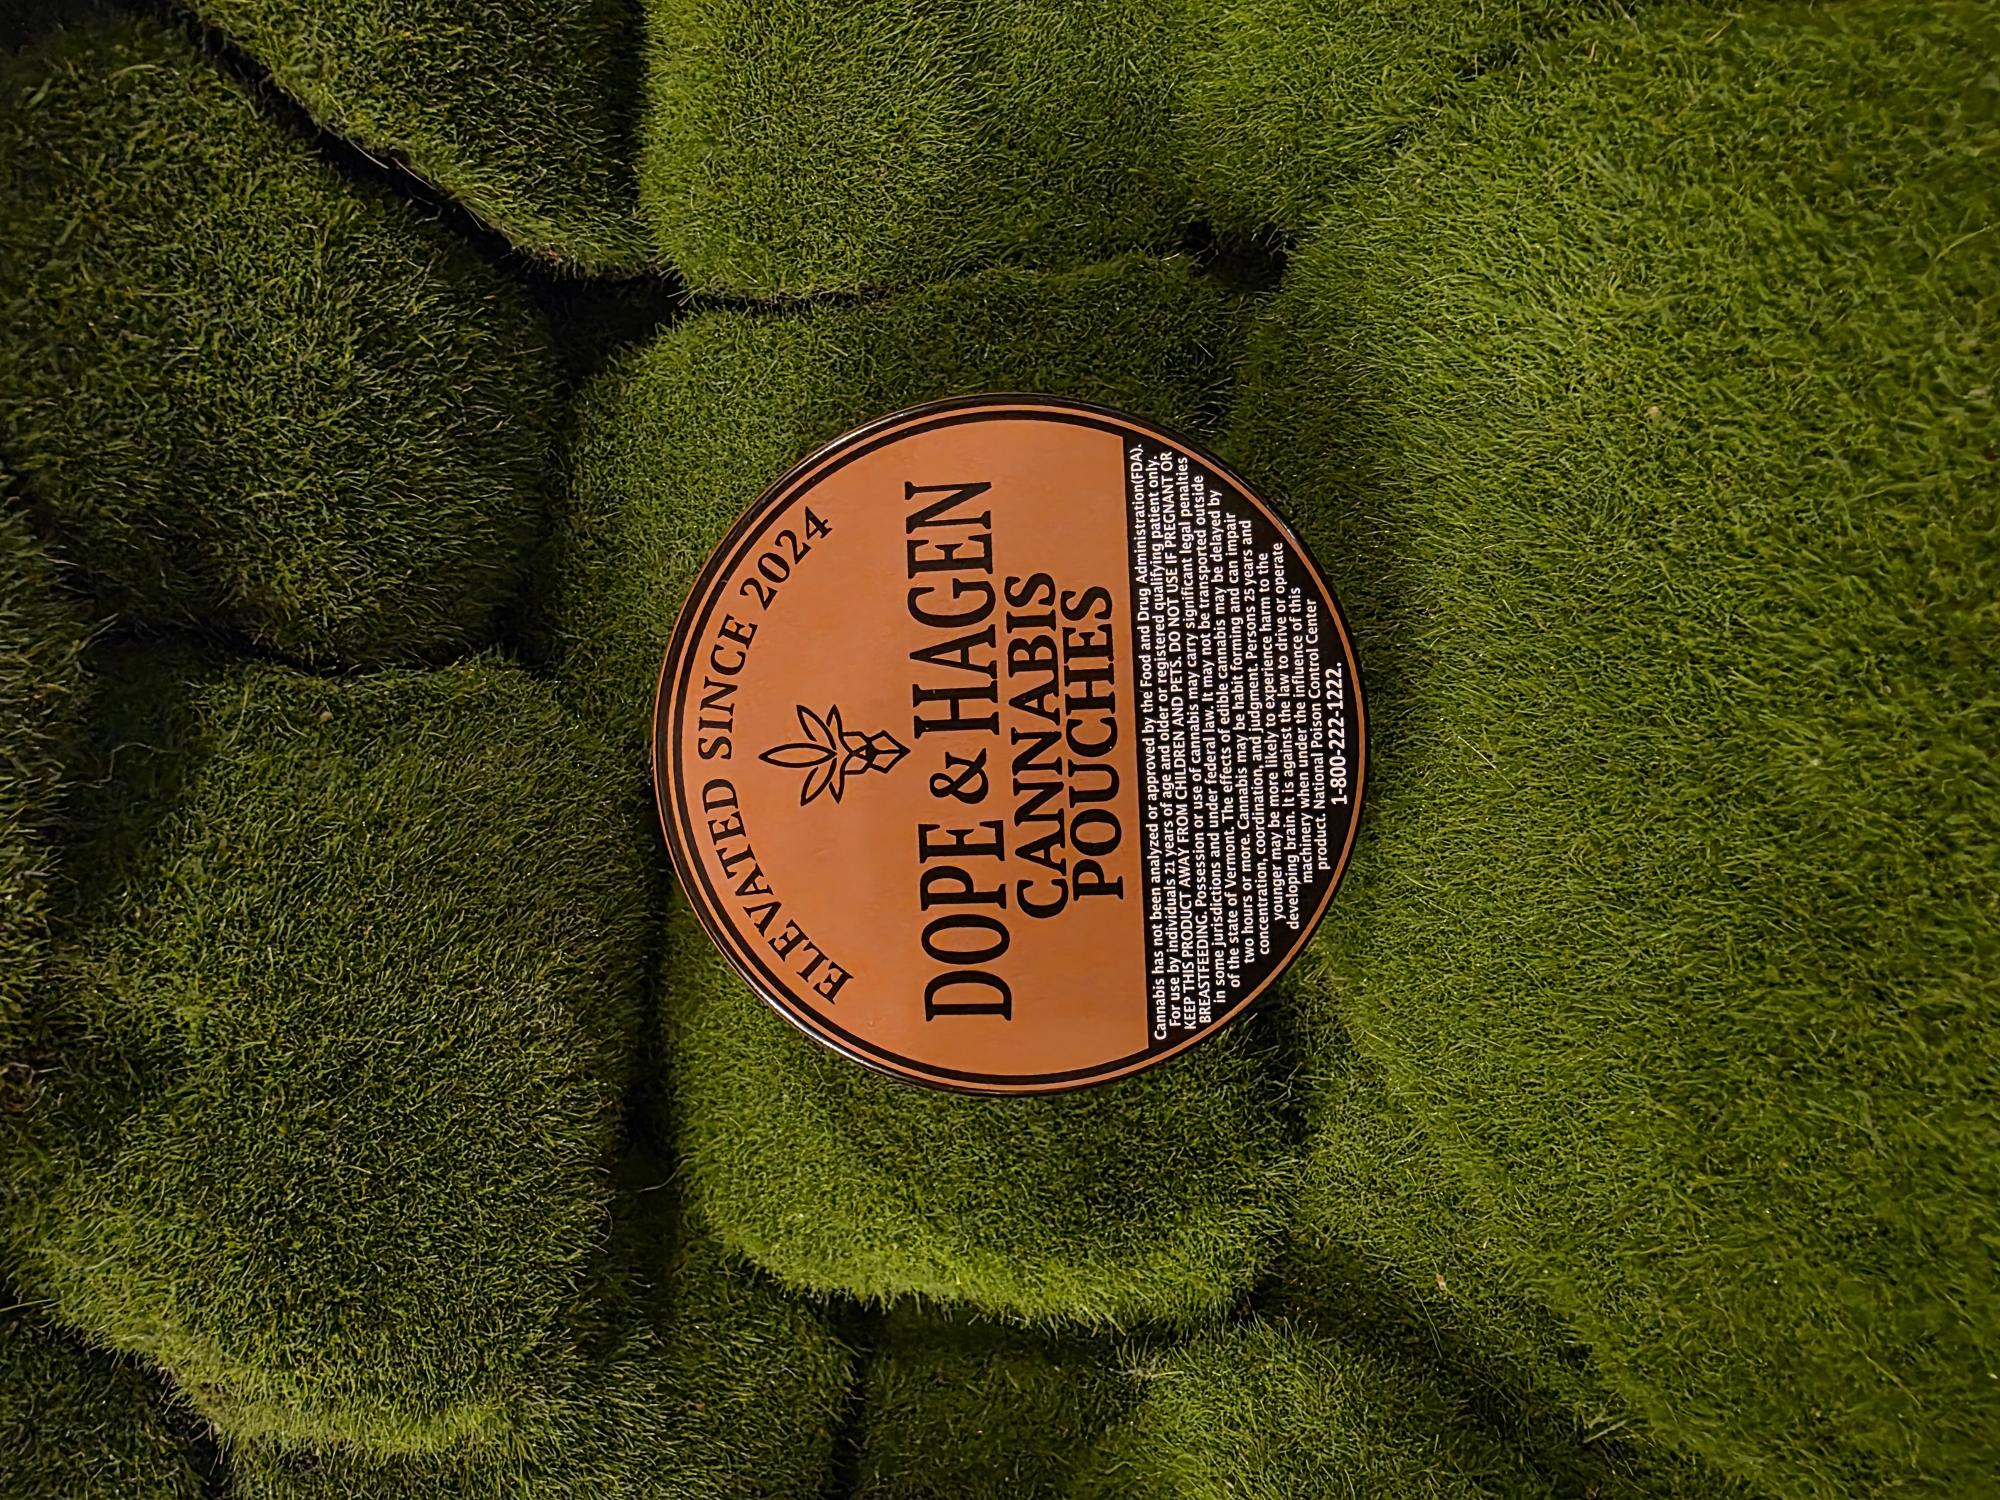 ELEVATED SINCE 2024
DOPE & HAGEN
CANNABIS
POUCHES
Cannabis has not been analyzed or approved by the Food and Drug Administration(FDA).
For use by individuals 21 years of age and older or registered qualifying patient only.
KEEP THIS PRODUCT AWAY FROM CHILDREN AND PETS. DO NOT USE IF PREGNANT OR
BREASTFEEDING. Possession or use of cannabis may carry significant legal penalties
in some jurisdictions and under federal law. It may not be transported outside
of the state of Vermont. The effects of edible cannabis may be delayed by
two hours or more. Cannabis may be habit forming and can impair
concentration, coordination, and judgment. Persons 25 years and
younger may be more likely to experience harm to the
developing brain. It is against the law to drive or operate
machinery when under the influence of this
product. National Poison Control Center
1-800-222-1222.